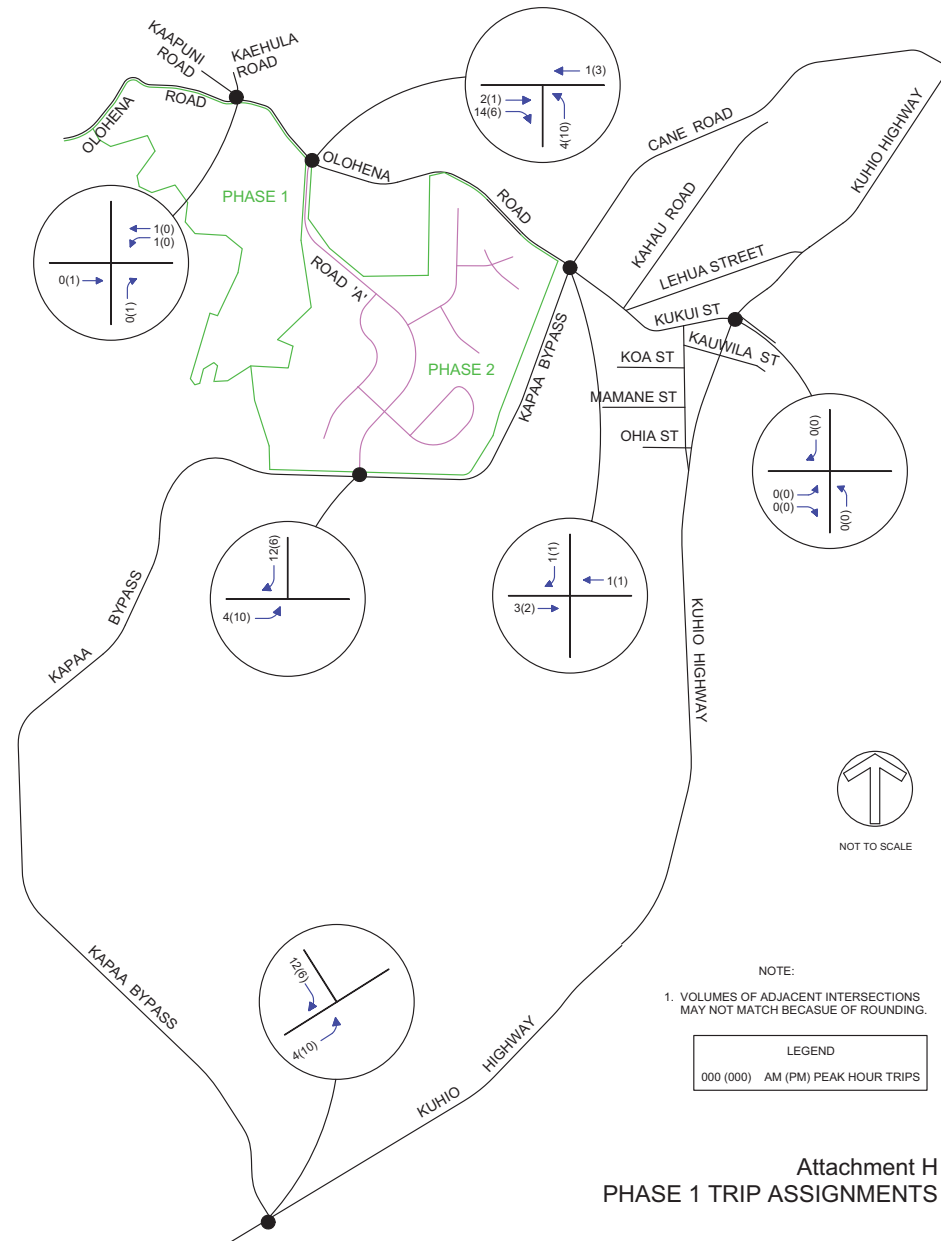 KAAPUNI
ROAD
KAEHULA
ROAD
ROAD
OLOHENA
1(3)
2(1)
14(6)
4(10)
CANE ROAD
KUHIO HIGHWAY
OLOHENA
ROAD
PHASE 1
KAHAU ROAD
1(0)
1(0)
0(1)
0(1)
ROAD 'A'
LEHUA STREET
KUKUI ST
KAUWILA ST
KOA ST
PHASE 2
KAPAA BYPASS
MAMANE ST
OHIA ST
0(0)
0(0)
0(0)
0(0)
12(6)
4(10)
1(1)
1(1)
3(2)
BYPASS
KAPAA
KUHIO HIGHWAY
NOT TO SCALE
KAPAA BYPASS
12(6)
4(10)
HIGHWAY
KUHIO
NOTE:
1. VOLUMES OF ADJACENT INTERSECTIONS
MAY NOT MATCH BECASUE OF ROUNDING.
LEGEND
000 (000) AM (PM) PEAK HOUR TRIPS
Attachment H
PHASE 1 TRIP ASSIGNMENTS